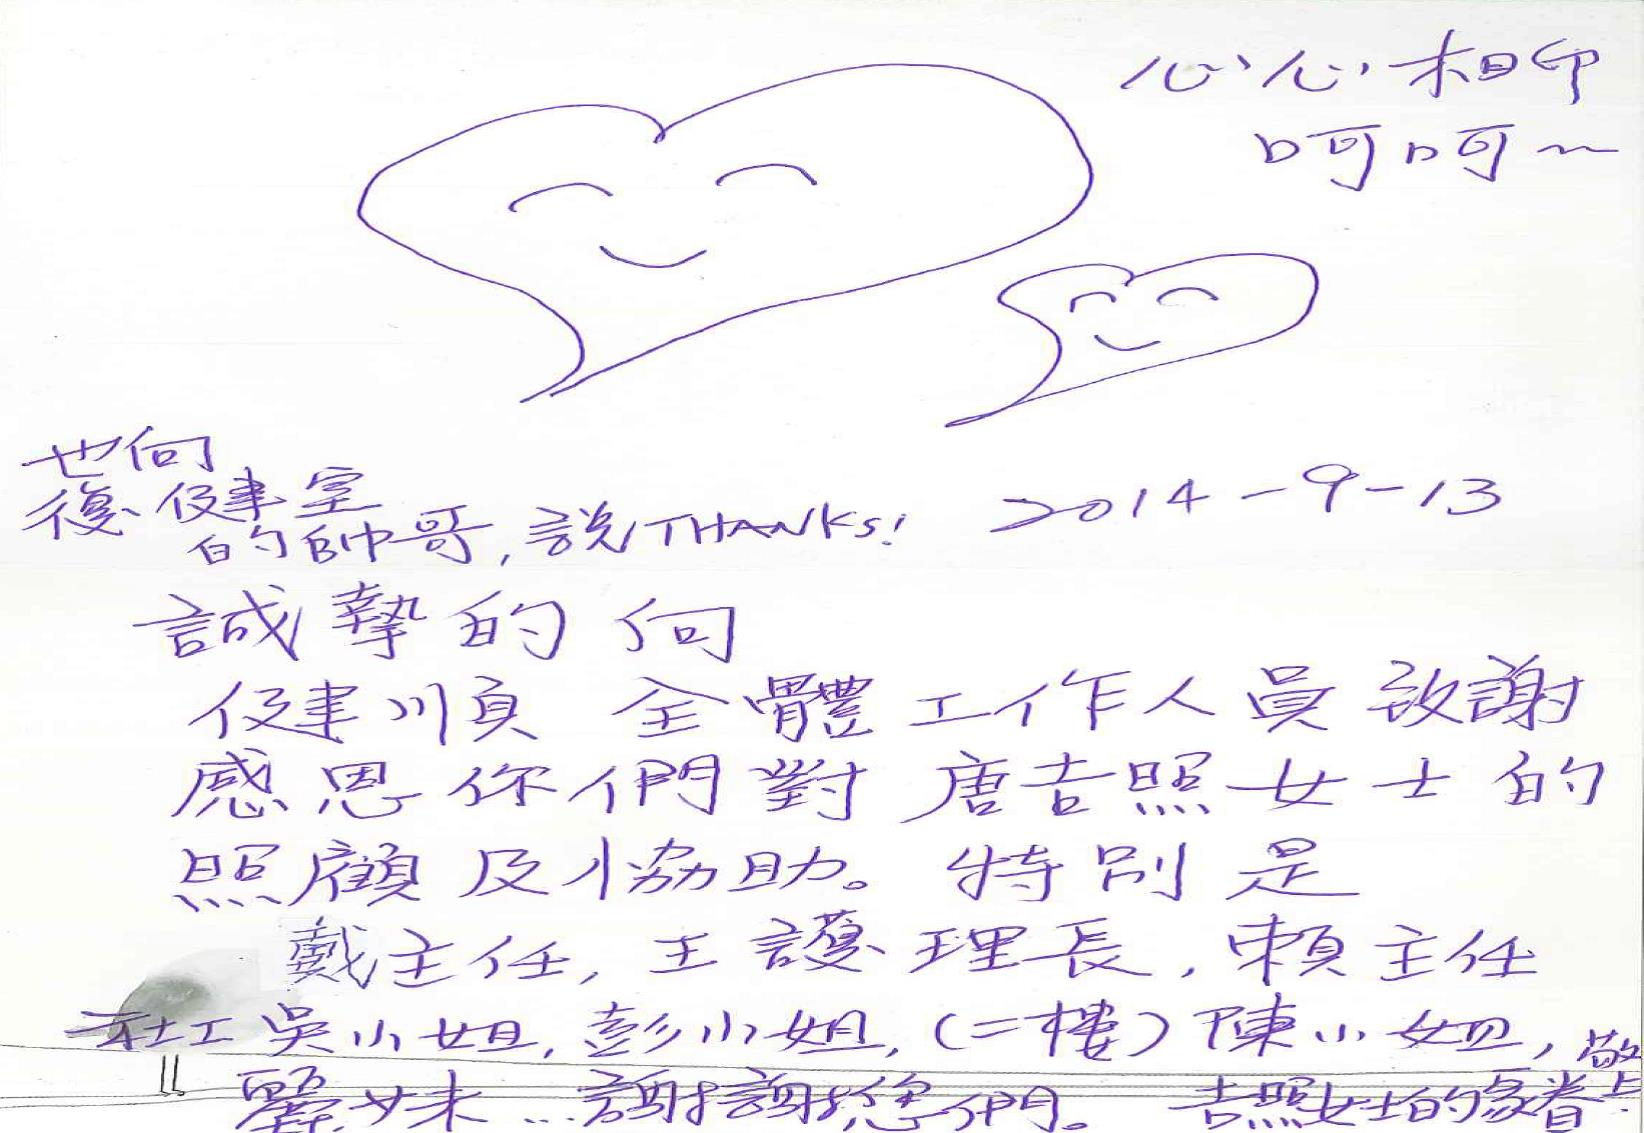 心心相印
呵呵～
也向
復健室
的帥哥,說THANKS!
2014-9-13
誠摯的向
健順 全體工作人員致謝
感恩你們對唐吉照女士的
照顧及協助。特別是
戴主任,王護理長,賴主任
社工吳小姐,彭小姐,(二樓)陳小姐,
麗妹...謝謝您們。 吉照女士的家眷敬上